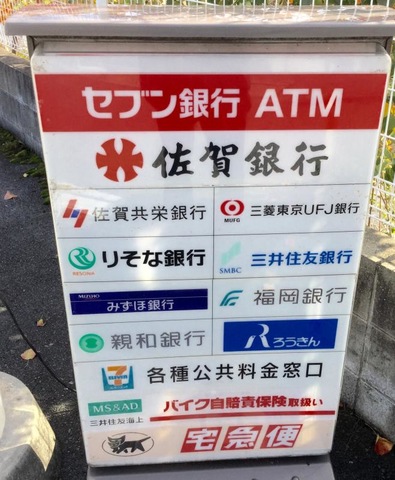 セブン銀行 ATM
佐賀銀行
佐賀共栄銀行
MUFG 三菱東京UFJ銀行
RESONA りそな銀行
SMBC 三井住友銀行
MIZUHO みずほ銀行
福岡銀行
親和銀行
ろうきん
7 ELEVEN 各種公共料金窓口
MS&AD 三井住友海上
バイク自賠責保険取扱い
宅急便